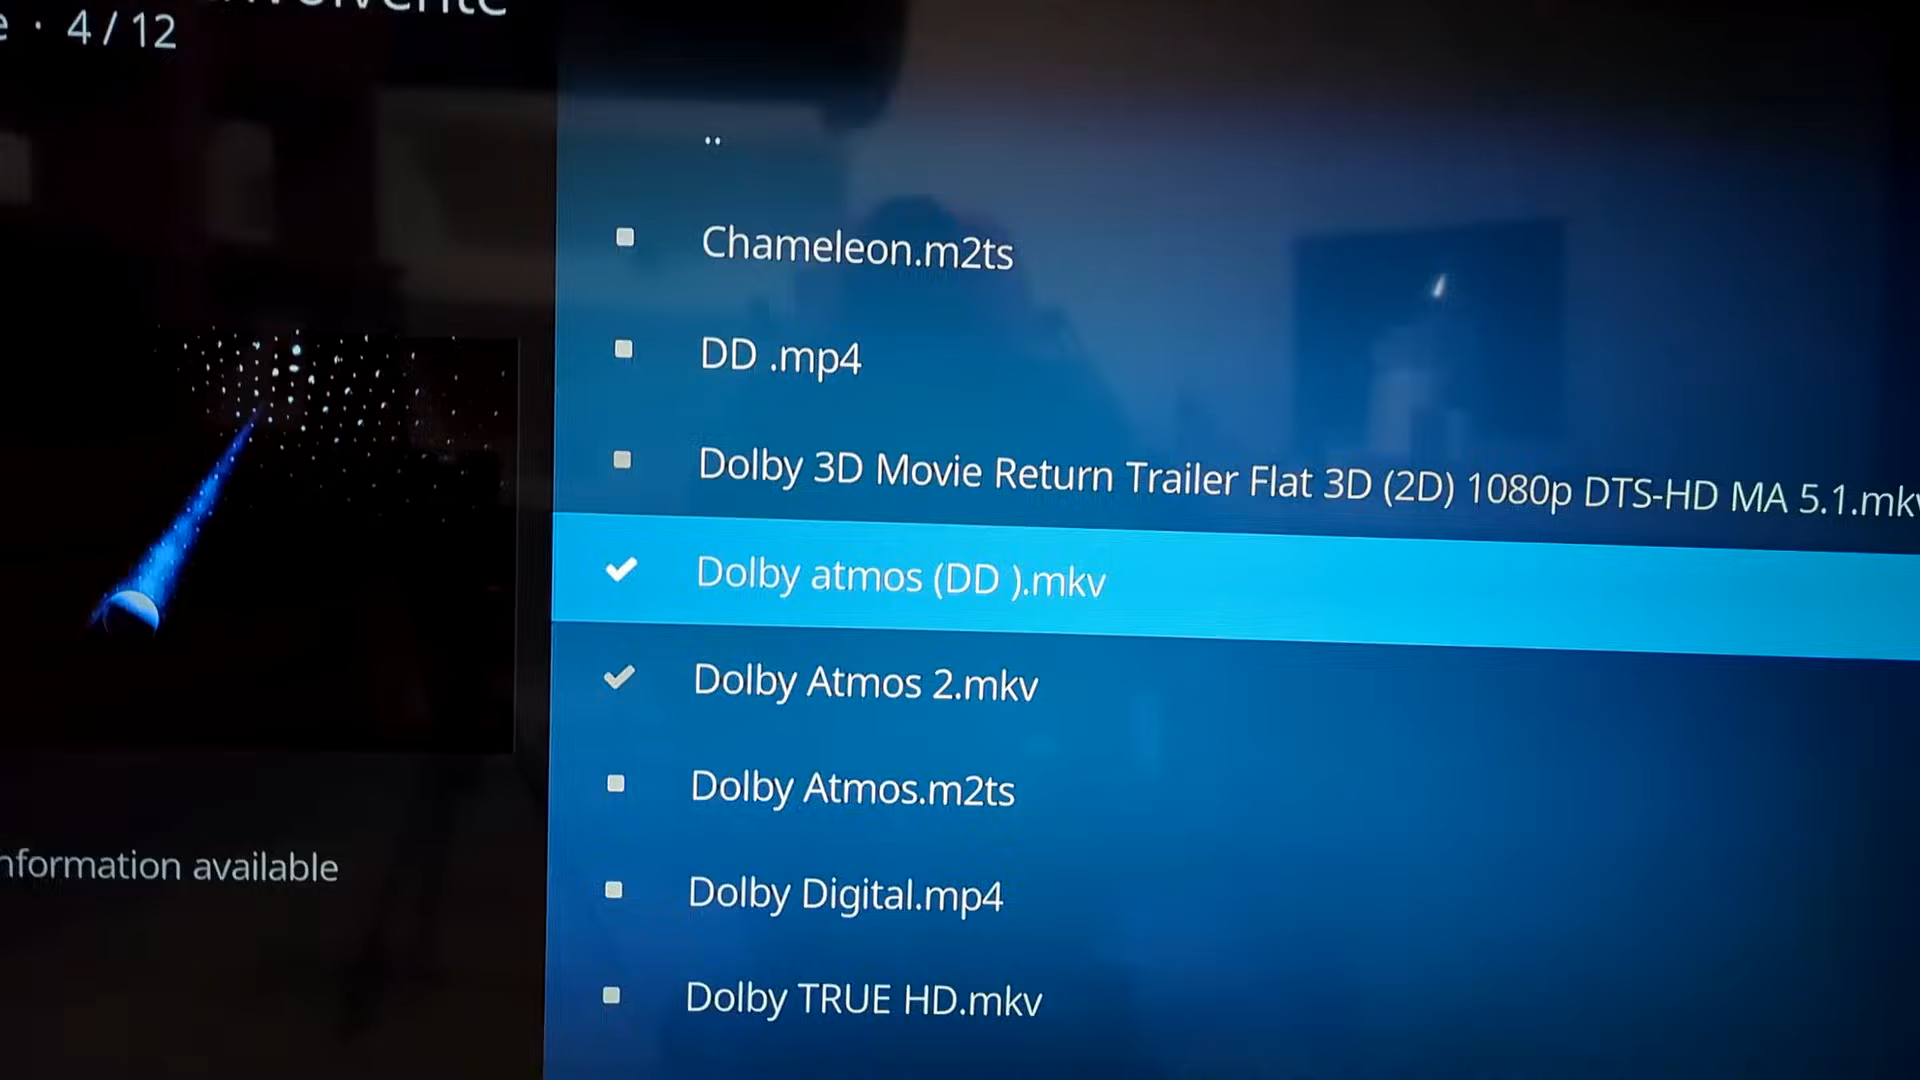 · 4 / 12
..
Chameleon.m2ts
DD .mp4
Dolby 3D Movie Return Trailer Flat 3D (2D) 1080p DTS-HD MA 5.1.mkv
Dolby atmos (DD ).mkv
Dolby Atmos 2.mkv
Dolby Atmos.m2ts
nformation available
Dolby Digital.mp4
Dolby TRUE HD.mkv